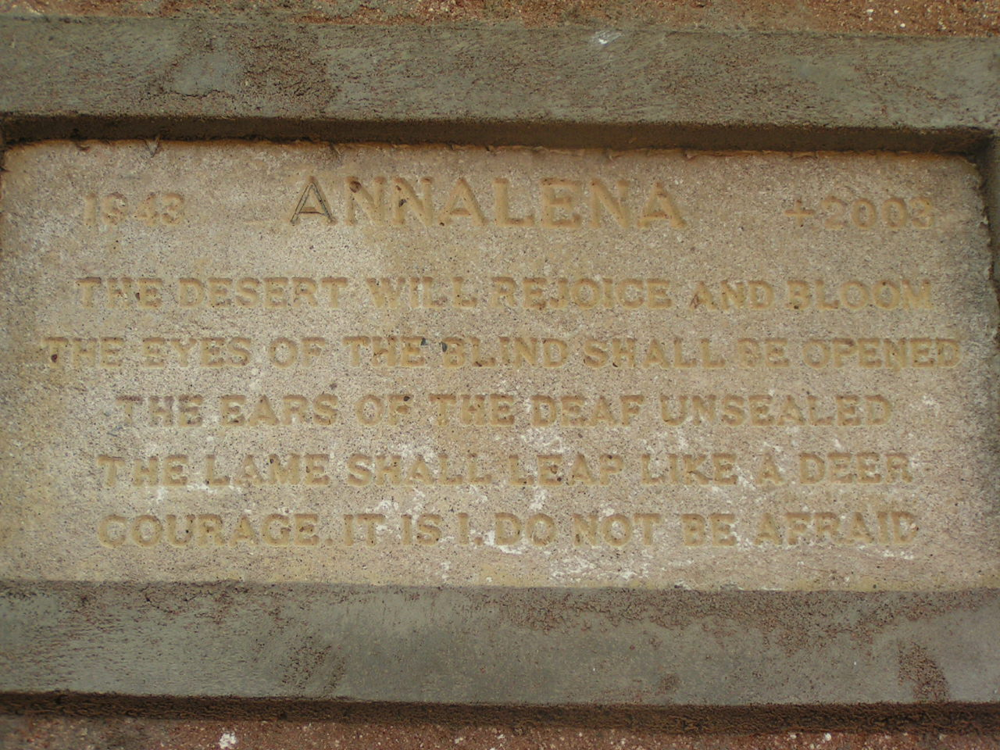 1943 ANNALENA +2003
THE DESERT WILL REJOICE AND BLOOM
THE EYES OF THE BLIND SHALL BE OPENED
THE EARS OF THE DEAF UNSEALED
THE LAME SHALL LEAP LIKE A DEER
COURAGE. IT IS I. DO NOT BE AFRAID